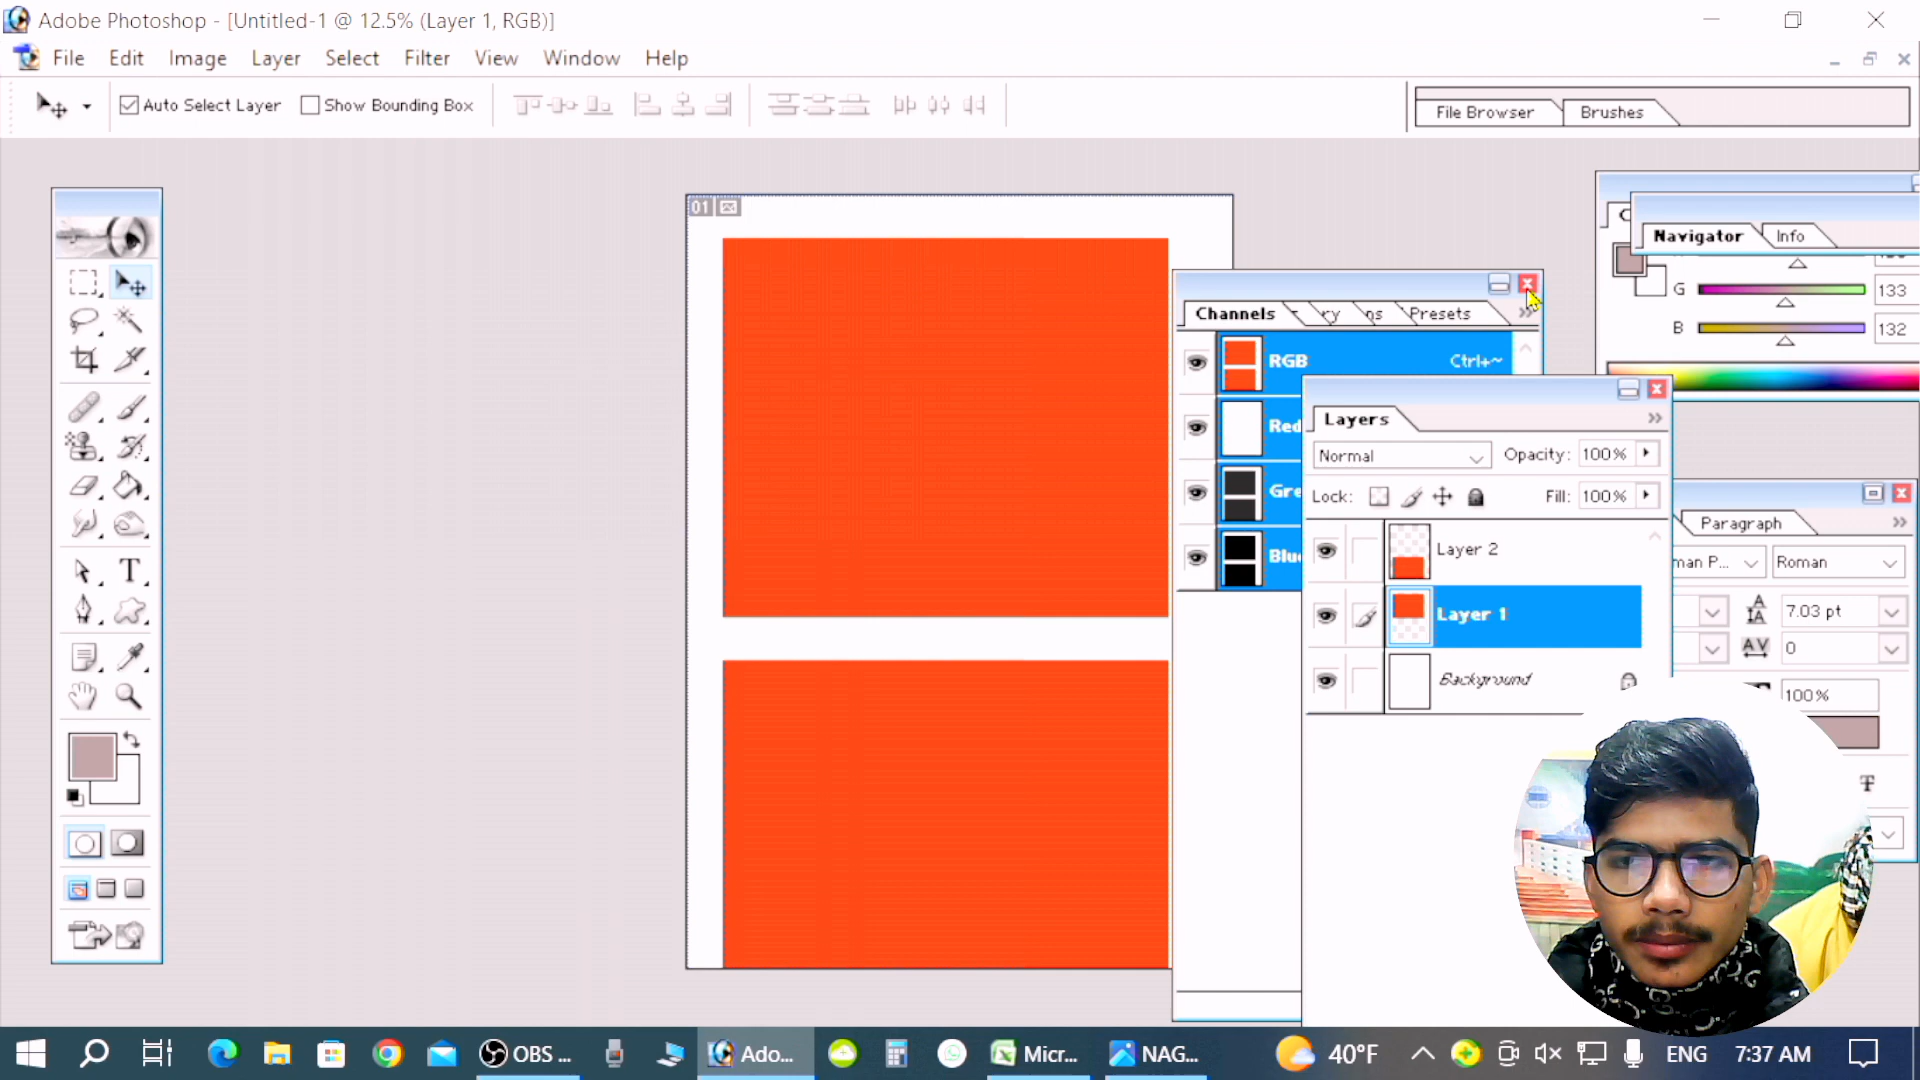 Adobe Photoshop - [Untitled-1 @ 12.5% (Layer 1, RGB)]
File Edit Image Layer Select Filter View Window Help
Auto Select Layer Show Bounding Box
File Browser Brushes
01
Navigator Info
G 133
B 132
Channels ry ns Presets
RGB Ctrl+~
Red
Gre
Blu
Layers
Normal Opacity: 100%
Lock: Fill: 100%
Layer 2
Layer 1
Background
Paragraph
man P... Roman
7.03 pt
0
100%
T
OBS ... Ado... Micr... NAG... 40°F ENG 7:37 AM